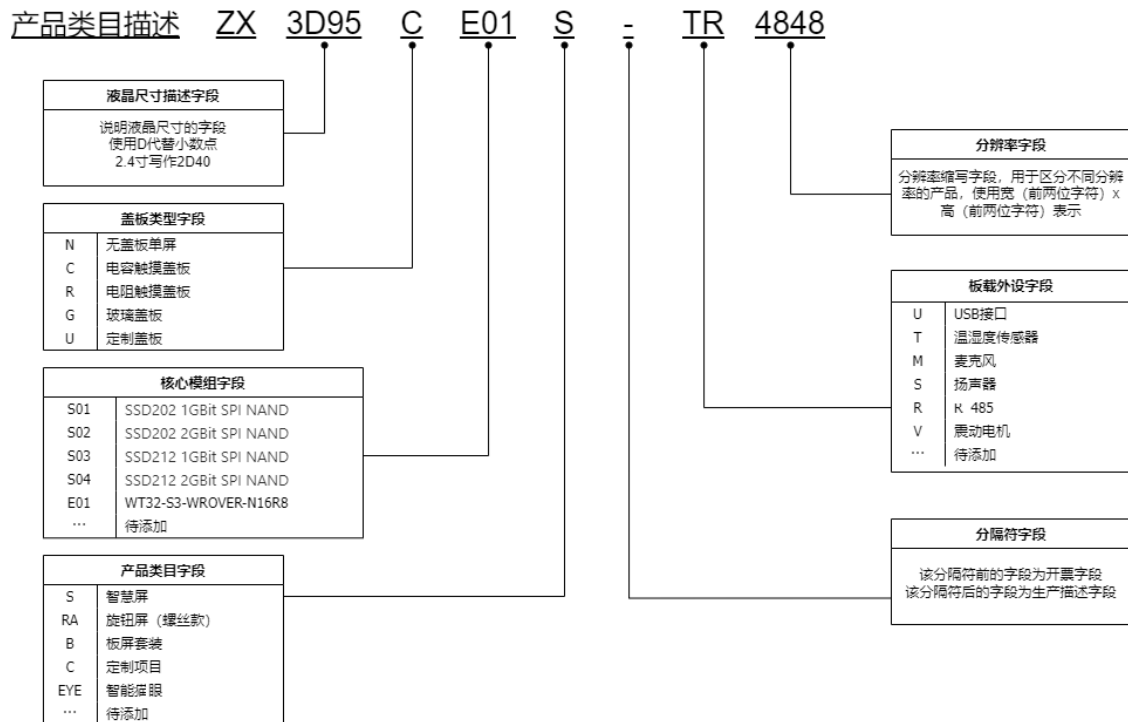 产品类目描述 ZX 3D95 C E01 S - TR 4848
液晶尺寸描述字段
说明液晶尺寸的字段
使用D代替小数点
2.4寸写作2D40
盖板类型字段
N 无盖板单屏
C 电容触摸盖板
R 电阻触摸盖板
G 玻璃盖板
U 定制盖板
核心模组字段
S01 SSD202 1GBit SPI NAND
S02 SSD202 2GBit SPI NAND
S03 SSD212 1GBit SPI NAND
S04 SSD212 2GBit SPI NAND
E01 WT32-S3-WROVER-N16R8
... 待添加
产品类目字段
S 智慧屏
RA 旋钮屏（螺丝款）
B 板屏套装
C 定制项目
EYE 智能猫眼
... 待添加
分辨率字段
分辨率缩写字段，用于区分不同分辨
率的产品，使用宽（前两位字符）x
高（前两位字符）表示
板载外设字段
U USB接口
T 温湿度传感器
M 麦克风
S 扬声器
R R 485
V 震动电机
... 待添加
分隔符字段
该分隔符前的字段为开票字段
该分隔符后的字段为生产描述字段